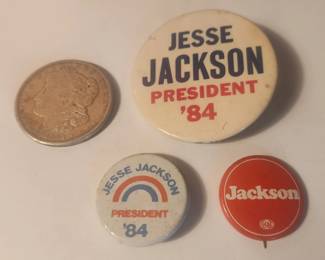 JESSE
JACKSON
PRESIDENT
'84
JESSE JACKSON
PRESIDENT
'84
Jackson